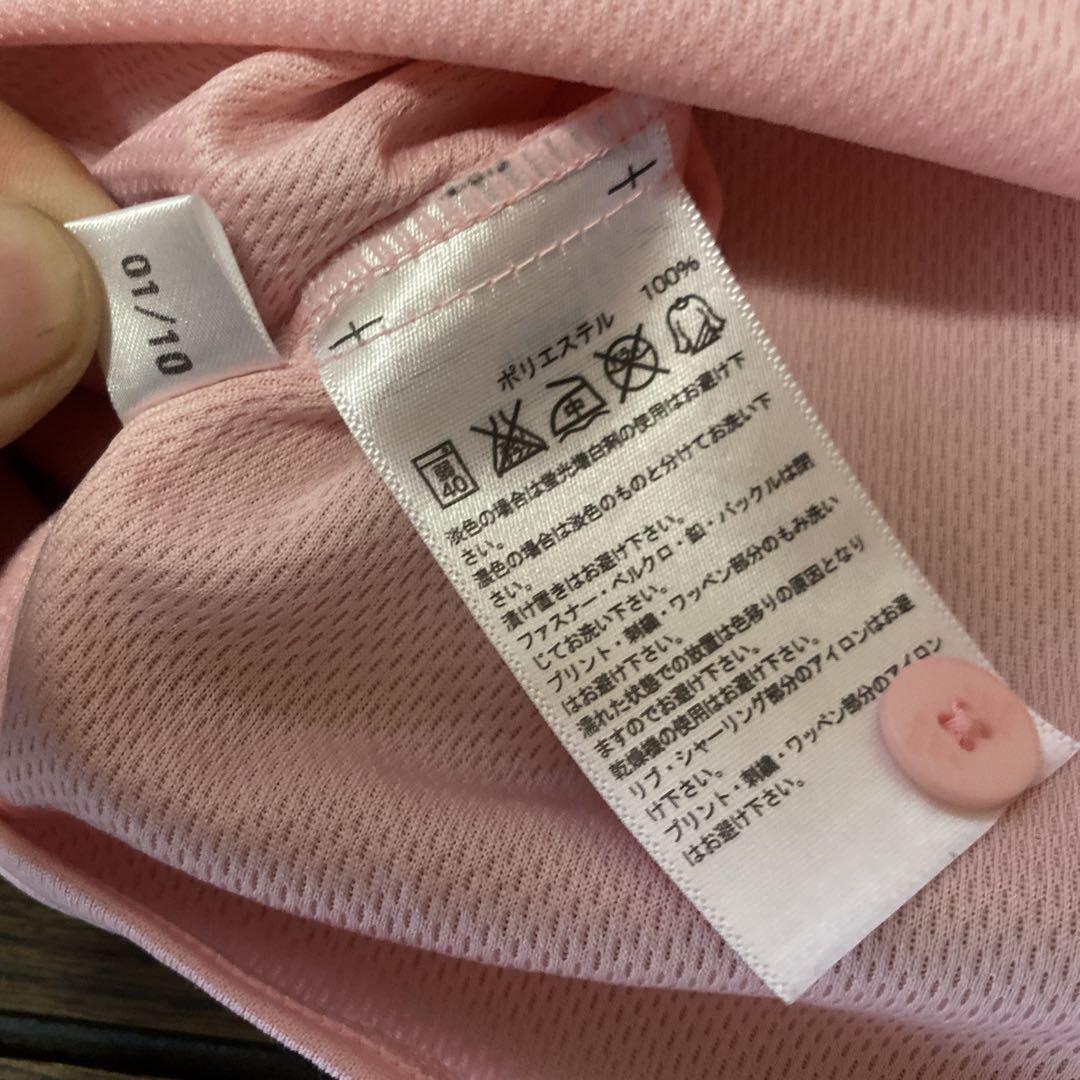 01/10
ポリエステル 100%
弱
40
中
淡色の場合は蛍光増白剤の使用はお避け下
さい。
濃色の場合は淡色のものと分けてお洗い下
さい。
漬け置きはお避け下さい。
ファスナー・ベルクロ・釦・バックルは閉
じてお洗い下さい。
プリント・刺繍・ワッペン部分のもみ洗い
はお避け下さい。
濡れた状態での放置は色移りの原因となり
ますのでお避け下さい。
乾燥機の使用はお避け下さい。
リブ・シャーリング部分のアイロンはお避
け下さい。
プリント・刺繍・ワッペン部分のアイロン
はお避け下さい。